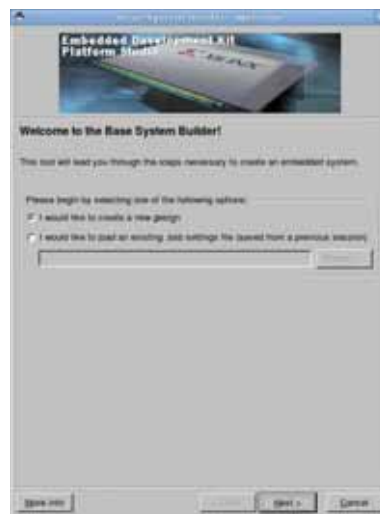 Embedded Development Kit
Platform Studio
XILINX
Welcome to the Base System Builder!
This tool will lead you through the steps necessary to create an embedded system.
Please begin by selecting one of the following options:
I would like to create a new design
I would like to load an existing .bsb settings file (saved from a previous session)
More Info
Next >
Cancel